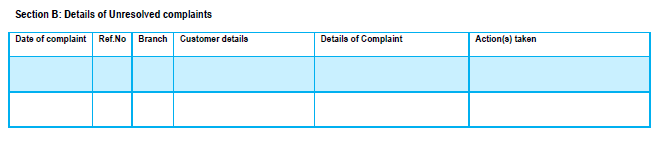 Section B: Details of Unresolved complaints
Date of complaint Ref.No Branch Customer details Details of Complaint Action(s) taken